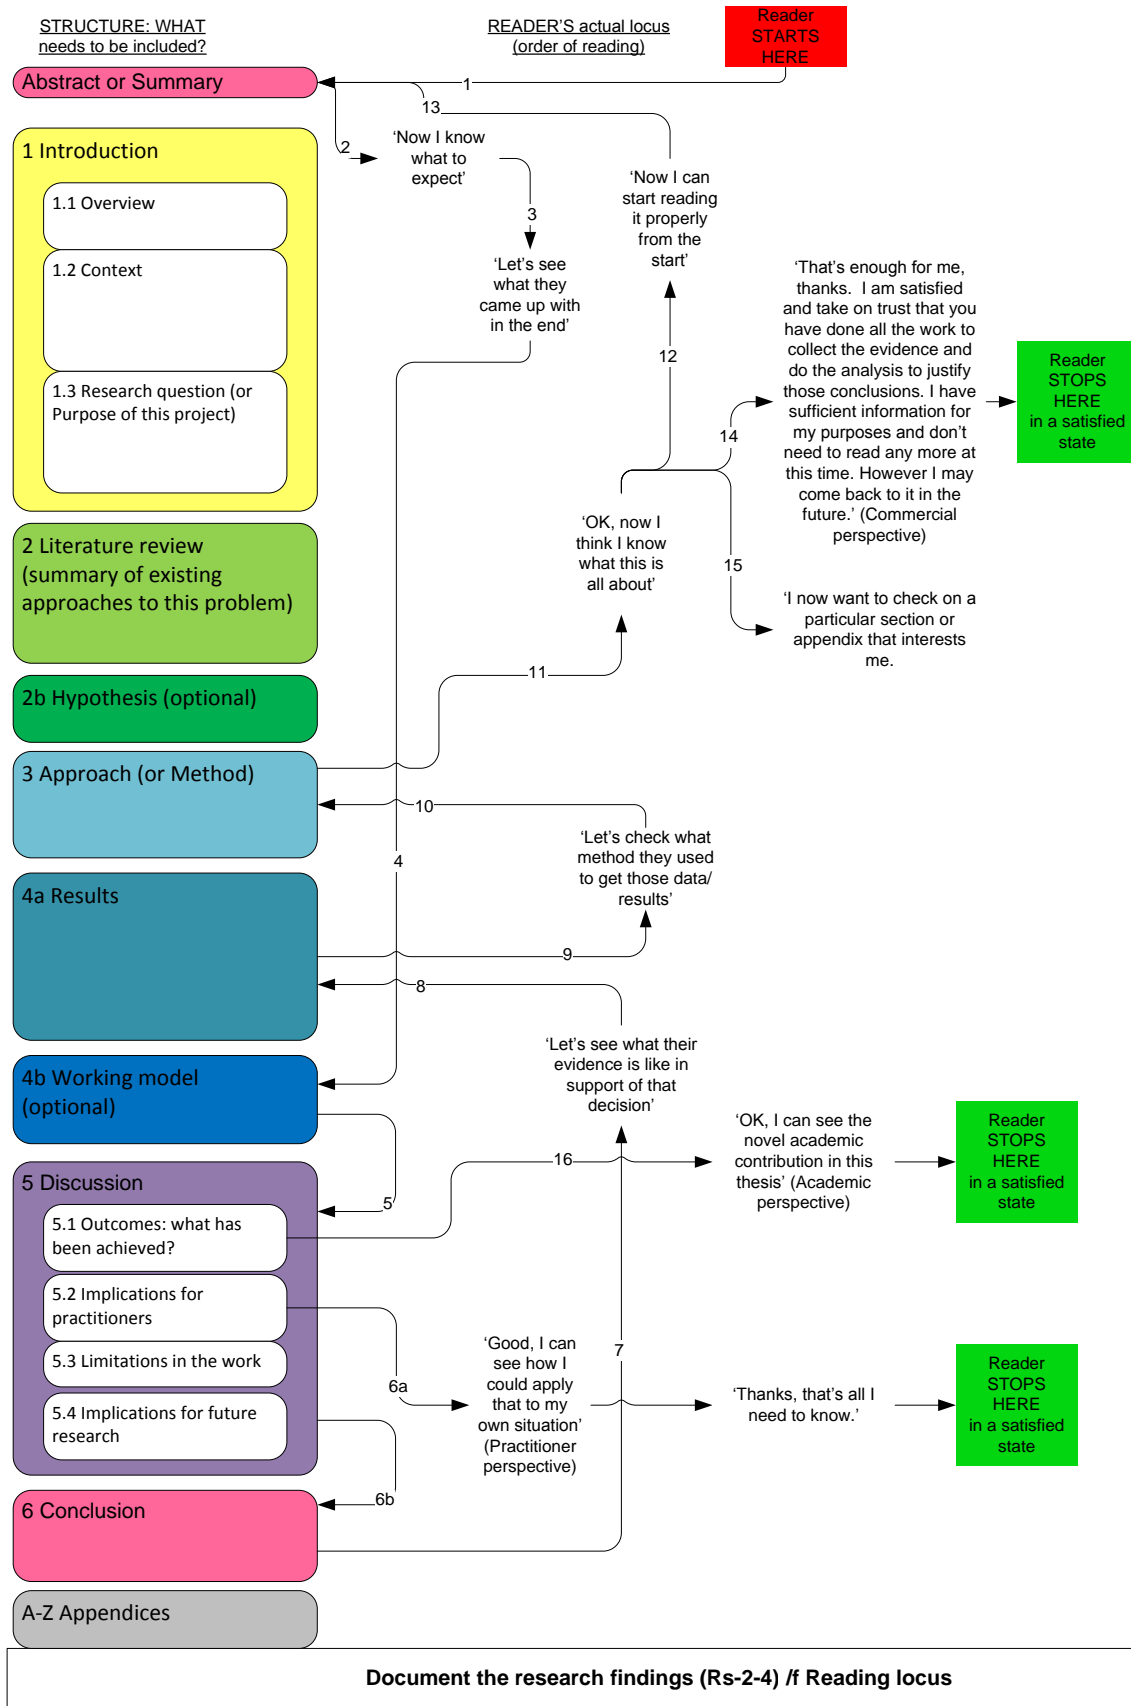 STRUCTURE: WHAT
needs to be included?
READER'S actual locus
(order of reading)
Reader
STARTS
HERE
Abstract or Summary
1
13
2
'Now I know
what to
expect'
1 Introduction
1.1 Overview
1.2 Context
1.3 Research question (or
Purpose of this project)
3
'Let's see
what they
came up with
in the end'
'Now I can
start reading
it properly
from the
start'
12
'That's enough for me,
thanks.  I am satisfied
and take on trust that you
have done all the work to
collect the evidence and
do the analysis to justify
those conclusions. I have
sufficient information for
my purposes and don't
need to read any more at
this time. However I may
come back to it in the
future.' (Commercial
perspective)
Reader
STOPS
HERE
in a satisfied
state
14
'OK, now I
think I know
what this is
all about'
15
'I now want to check on a
particular section or
appendix that interests
me.
2 Literature review
(summary of existing
approaches to this problem)
2b Hypothesis (optional)
11
3 Approach (or Method)
10
'Let's check what
method they used
to get those data/
results'
4
4a Results
9
8
'Let's see what their
evidence is like in
support of that
decision'
4b Working model
(optional)
16
'OK, I can see the
novel academic
contribution in this
thesis' (Academic
perspective)
Reader
STOPS
HERE
in a satisfied
state
5 Discussion
5
5.1 Outcomes: what has
been achieved?
5.2 Implications for
practitioners
5.3 Limitations in the work
5.4 Implications for future
research
6a
'Good, I can
see how I
could apply
that to my
own situation'
(Practitioner
perspective)
7
'Thanks, that's all I
need to know.'
Reader
STOPS
HERE
in a satisfied
state
6b
6 Conclusion
A-Z Appendices
Document the research findings (Rs-2-4) /f Reading locus